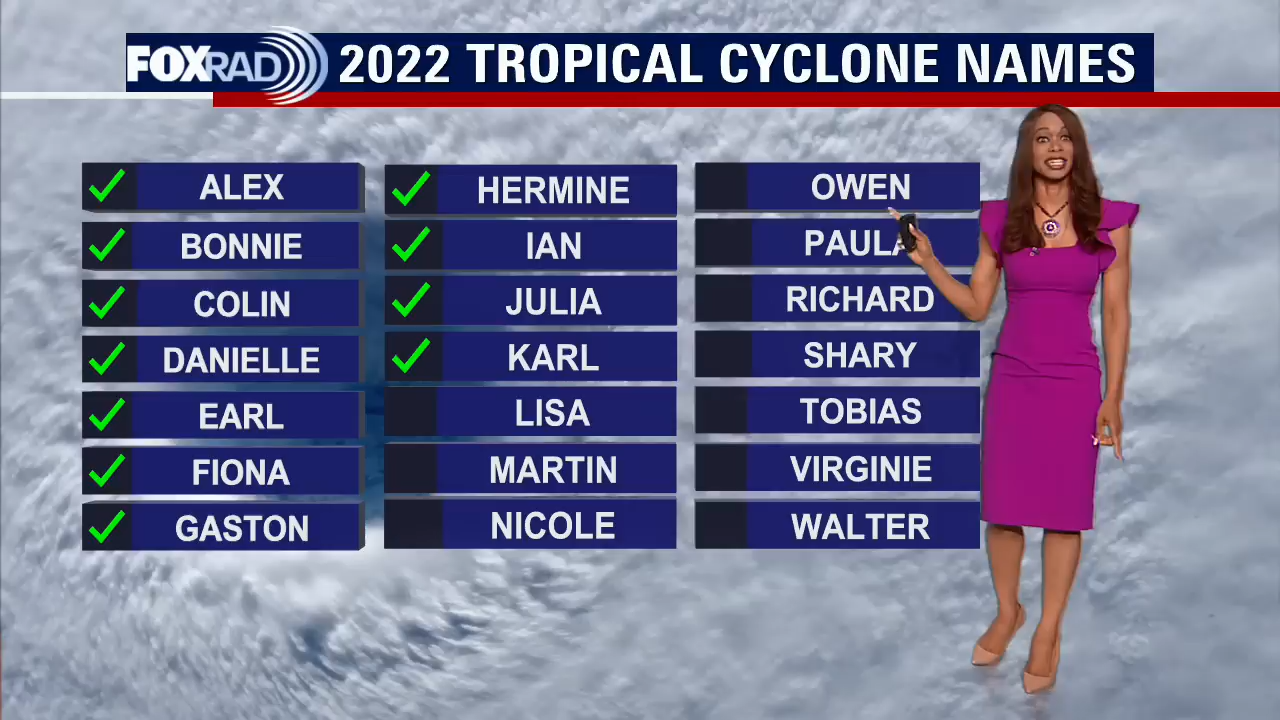 FOXRAD 2022 TROPICAL CYCLONE NAMES
ALEX
BONNIE
COLIN
DANIELLE
EARL
FIONA
GASTON
HERMINE
IAN
JULIA
KARL
LISA
MARTIN
NICOLE
OWEN
PAULA
RICHARD
SHARY
TOBIAS
VIRGINIE
WALTER